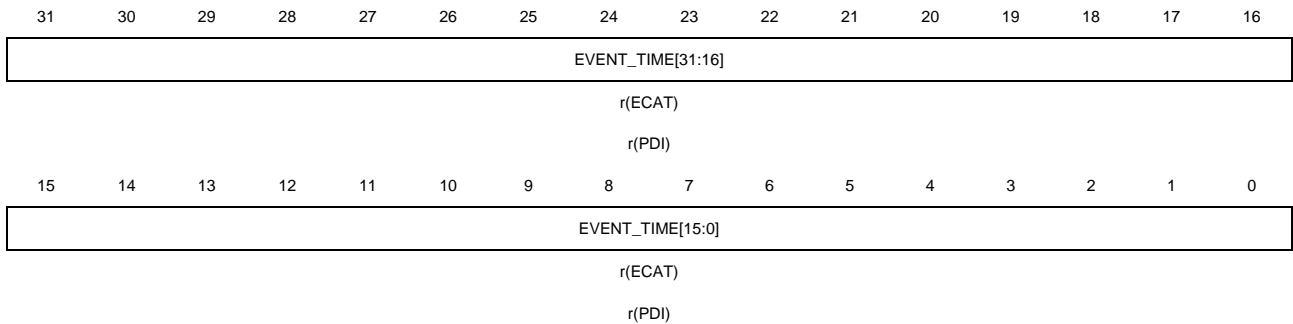 31 30 29 28 27 26 25 24 23 22 21 20 19 18 17 16
EVENT_TIME[31:16]
r(ECAT)
r(PDI)
15 14 13 12 11 10 9 8 7 6 5 4 3 2 1 0
EVENT_TIME[15:0]
r(ECAT)
r(PDI)